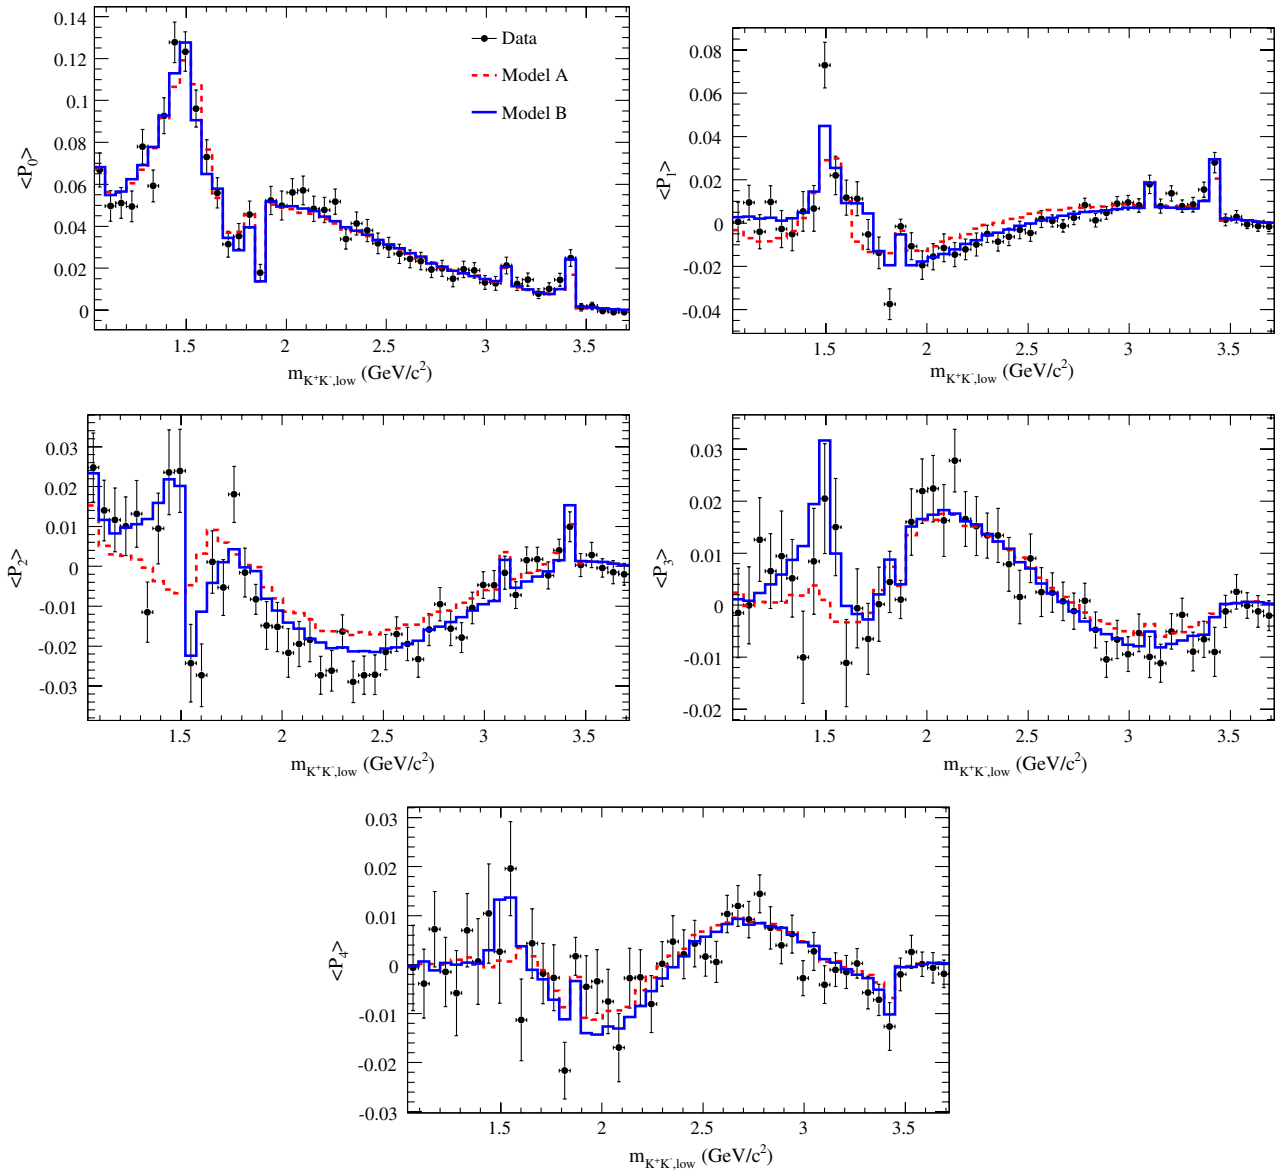 0.14
0.12
0.1
0.08
0.06
0.04
0.02
0
<P₀>
Data
Model A
Model B
1.5 2 2.5 3 3.5
m_{K⁺K⁻,low} (GeV/c²)
0.08
0.06
0.04
0.02
0
-0.02
-0.04
<P₁>
1.5 2 2.5 3 3.5
m_{K⁺K⁻,low} (GeV/c²)
0.03
0.02
0.01
0
-0.01
-0.02
-0.03
<P₂>
1.5 2 2.5 3 3.5
m_{K⁺K⁻,low} (GeV/c²)
0.03
0.02
0.01
0
-0.01
-0.02
<P₃>
1.5 2 2.5 3 3.5
m_{K⁺K⁻,low} (GeV/c²)
0.03
0.02
0.01
0
-0.01
-0.02
-0.03
<P₄>
1.5 2 2.5 3 3.5
m_{K⁺K⁻,low} (GeV/c²)